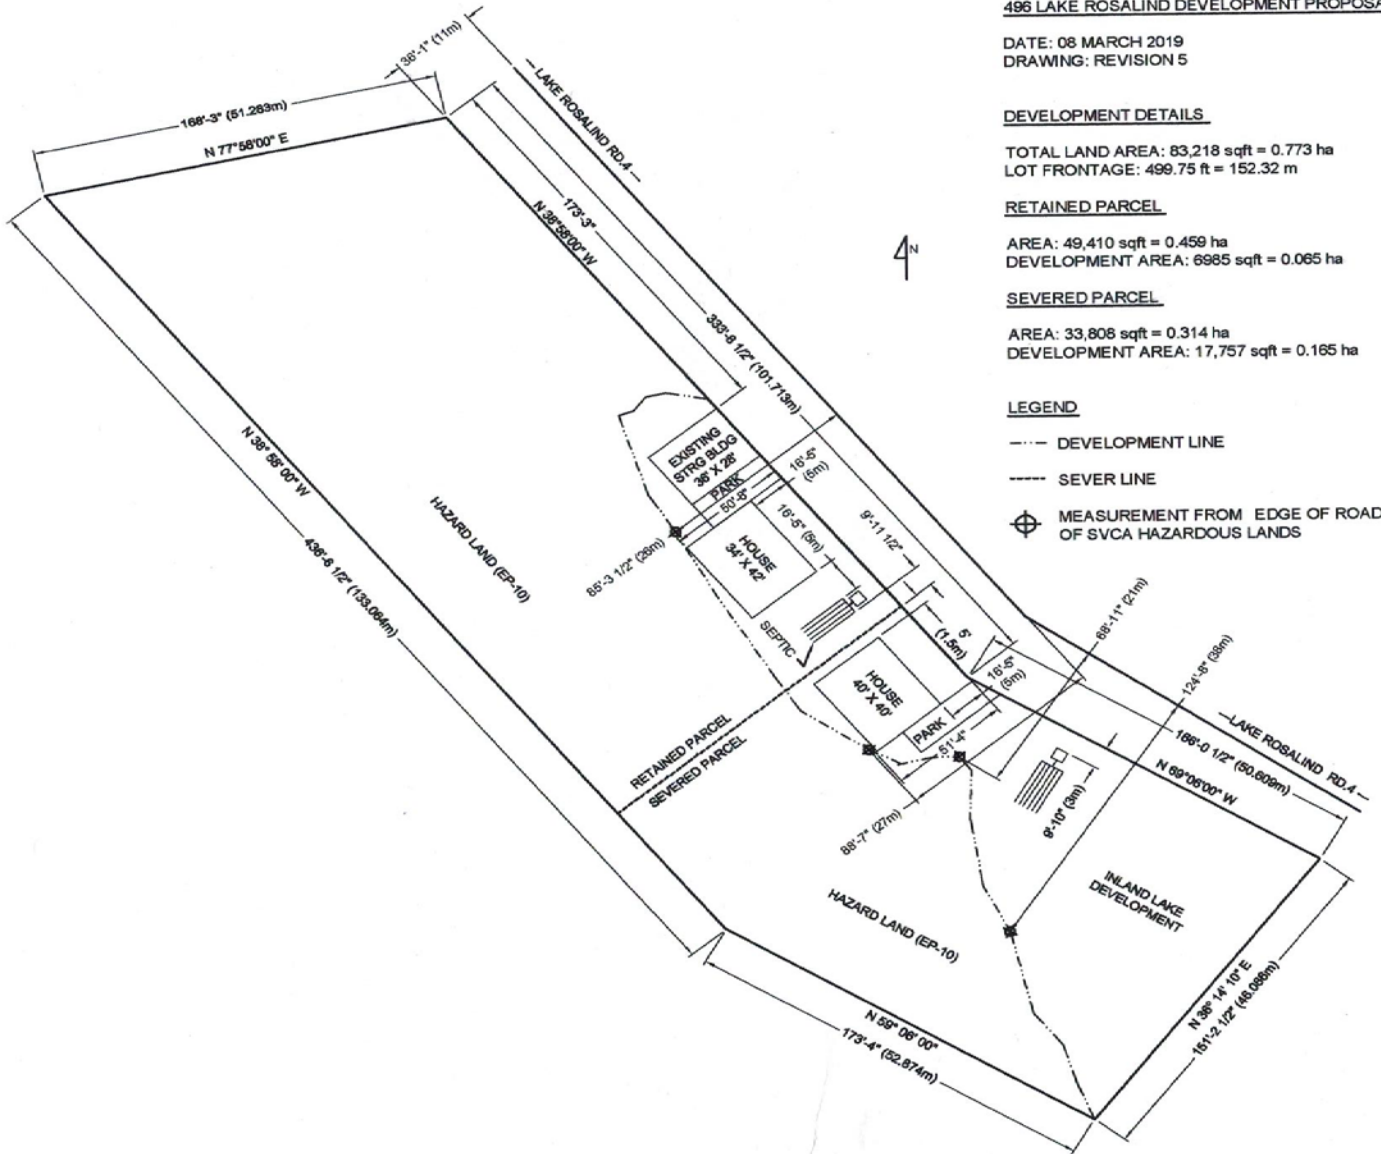 496 LAKE ROSALIND DEVELOPMENT PROPOSA
DATE: 08 MARCH 2019
DRAWING: REVISION 5
DEVELOPMENT DETAILS
TOTAL LAND AREA: 83,218 sqft = 0.773 ha
LOT FRONTAGE: 499.75 ft = 152.32 m
RETAINED PARCEL
AREA: 49,410 sqft = 0.459 ha
DEVELOPMENT AREA: 6985 sqft = 0.065 ha
SEVERED PARCEL
AREA: 33,808 sqft = 0.314 ha
DEVELOPMENT AREA: 17,757 sqft = 0.165 ha
LEGEND
DEVELOPMENT LINE
SEVER LINE
MEASUREMENT FROM EDGE OF ROAD
OF SVCA HAZARDOUS LANDS
N
36'-1" (11m)
168'-3" (51.283m)
N 77°58'00" E
LAKE ROSALIND RD.4
173'-3"
N 38°58'00" W
333'-8 1/2" (101.713m)
N 38°58'00" W
436'-6 1/2" (133.064m)
HAZARD LAND (EP-10)
EXISTING
STRG BLDG
36' X 28'
PARK
50'-8"
16'-5"
(5m)
16'-5" (5m)
HOUSE
34' X 42'
85'-3 1/2" (26m)
9'-11 1/2"
SEPTIC
5'
(1.5m)
HOUSE
40' X 40'
16'-5"
(5m)
PARK
51'-4"
RETAINED PARCEL
SEVERED PARCEL
88'-7" (27m)
68'-11" (21m)
124'-8" (38m)
LAKE ROSALIND RD.4
166'-0 1/2" (50.609m)
N 69°06'00" W
9'-10" (3m)
INLAND LAKE
DEVELOPMENT
HAZARD LAND (EP-10)
N 36° 14' 10" E
151'-2 1/2" (46.086m)
N 59° 06' 00"
173'-4" (52.874m)